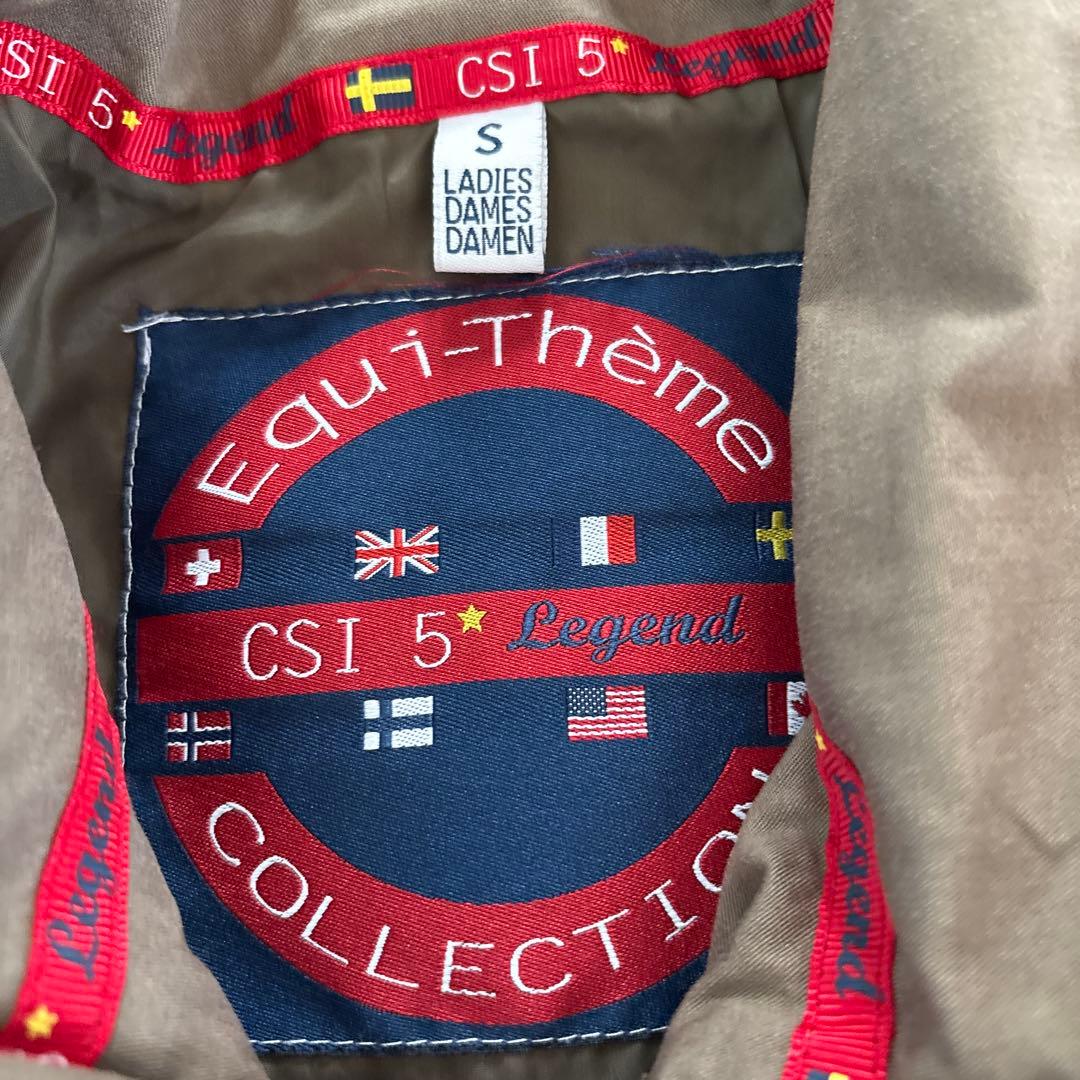 CSI 5 Legend CSI 5 Legend
S
LADIES
DAMES
DAMEN
Equi-Thème
CSI 5 Legend
COLLECTION
Legend
Legend